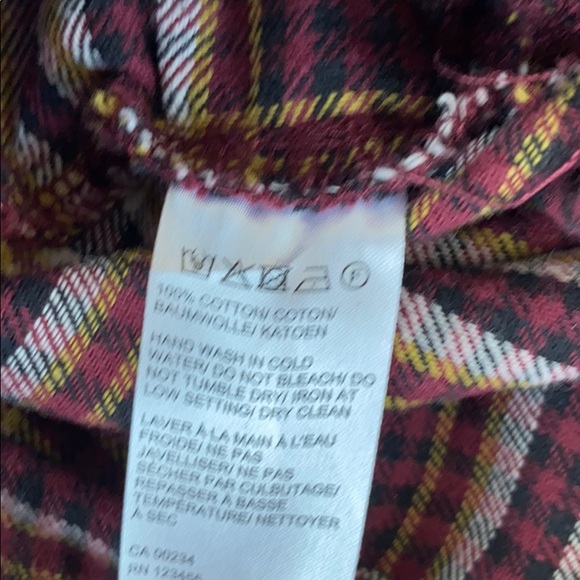 F
100% COTTON/ COTON/
BAUMWOLLE/ KATOEN
HAND WASH IN COLD
WATER/ DO NOT BLEACH/ DO
NOT TUMBLE DRY/ IRON AT
LOW SETTING/ DRY CLEAN
LAVER À LA MAIN À L'EAU
FROIDE/ NE PAS
JAVELLISER/ NE PAS
SÉCHER PAR CULBUTAGE/
REPASSER À BASSE
TEMPÉRATURE/ NETTOYER
A SEC
CA 00234
RN 123456